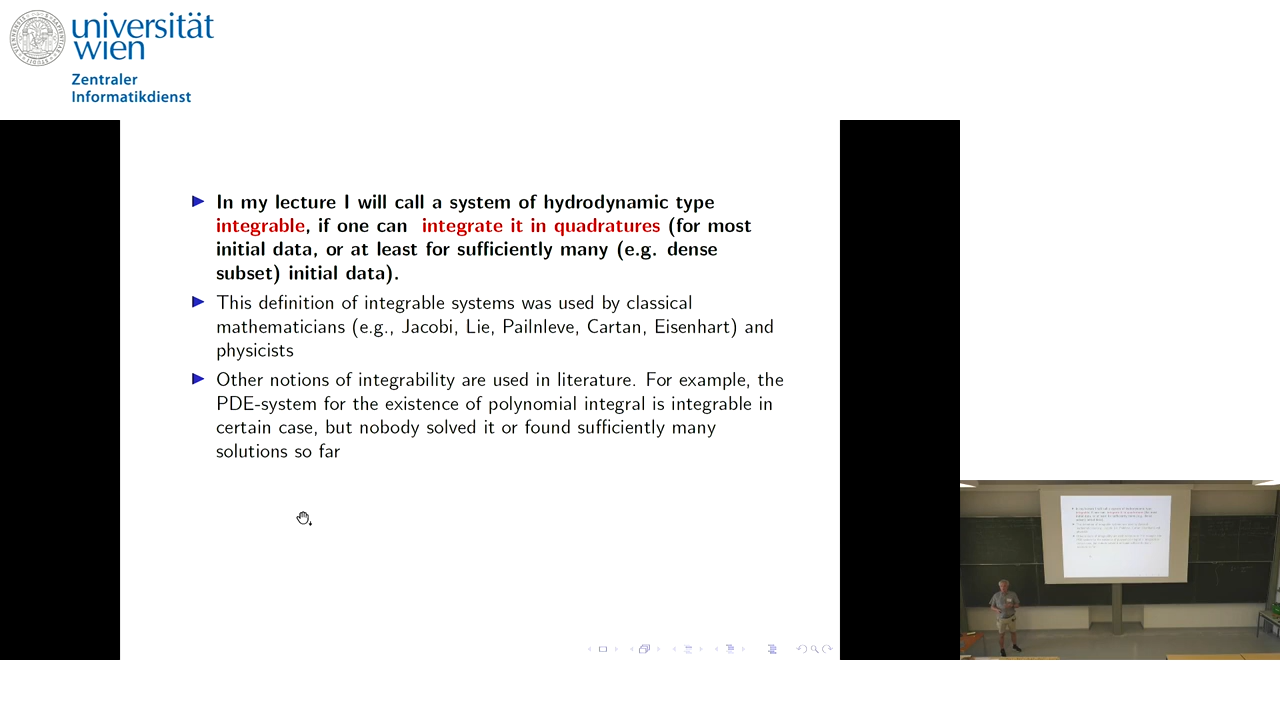 universität
wien
Zentraler
Informatikdienst
In my lecture I will call a system of hydrodynamic type
integrable, if one can integrate it in quadratures (for most
initial data, or at least for sufficiently many (e.g. dense
subset) initial data).
This definition of integrable systems was used by classical
mathematicians (e.g., Jacobi, Lie, Pailnleve, Cartan, Eisenhart) and
physicists
Other notions of integrability are used in literature. For example, the
PDE-system for the existence of polynomial integral is integrable in
certain case, but nobody solved it or found sufficiently many
solutions so far